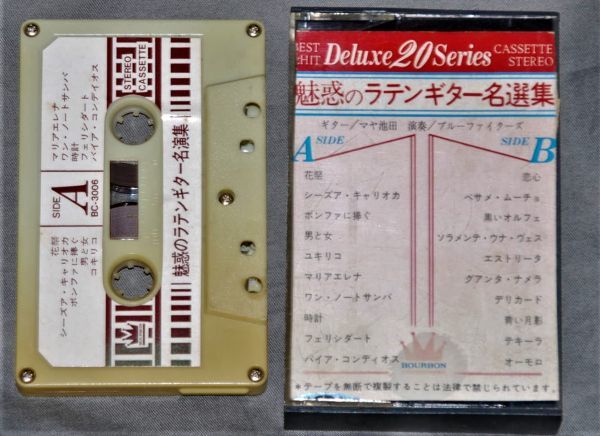 マリアエレナ
ワン・ノートサンバ
時計
フェリシダート
バイア・コンディオス
STEREO
CASSETTE
SIDE A
BC-3006
魅惑のラテンギター名演集
花祭
シーズア・キャリオカ
ボンファに捧ぐ
男と女
コキリコ
BEST
HIT
Deluxe 20 Series
CASSETTE
STEREO
魅惑のラテンギター名選集
ギター/マヤ池田 演奏/ブルーファイターズ
A SIDE
花祭
シーズア・キャリオカ
ボンファに捧ぐ
男と女
ユキリコ
マリアエレナ
ワン・ノートサンバ
時計
フェリシダート
バイア・コンディオス
SIDE B
恋心
ベサメ・ムーチョ
黒いオルフェ
ソラメンテ・ウナ・ヴェス
エストリータ
グアンタ・ナメラ
デリカード
青い月影
テキーラ
オーモロ
BOURBON
*テープを無断で複製することは法律で禁じられています。